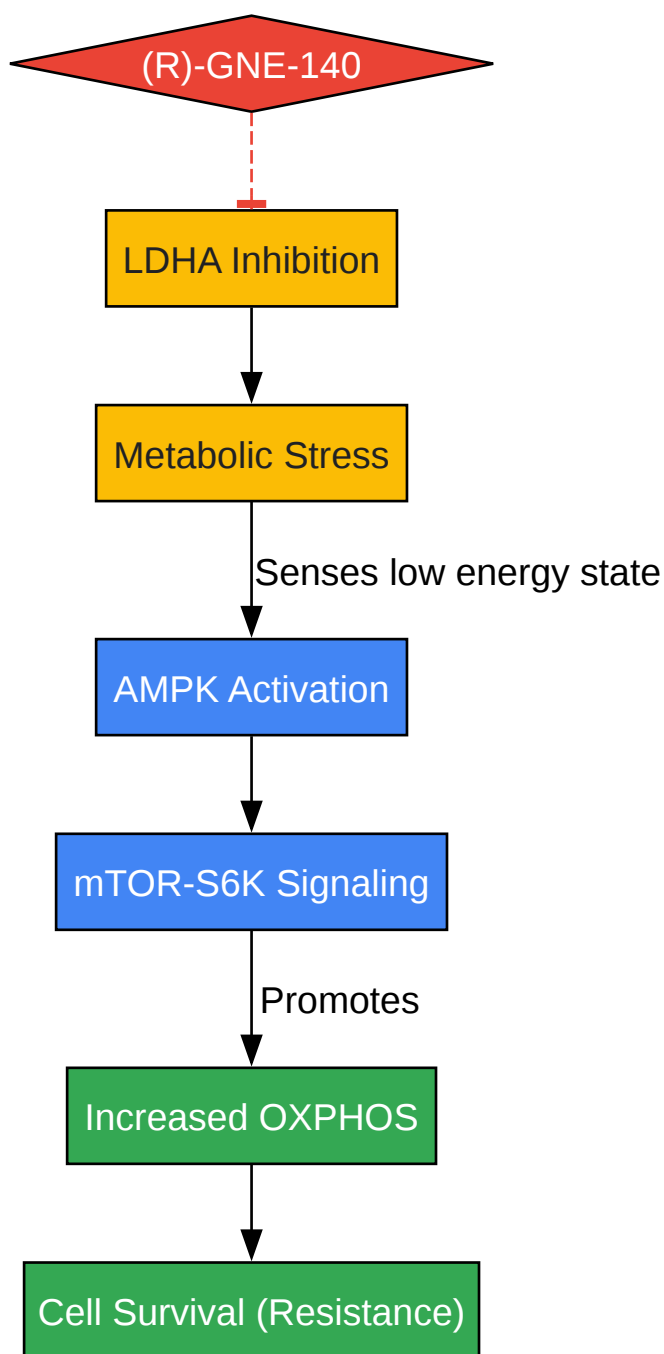 (R)-GNE-140
LDHA Inhibition
Metabolic Stress
Senses low energy state
AMPK Activation
mTOR-S6K Signaling
Promotes
Increased OXPHOS
Cell Survival (Resistance)